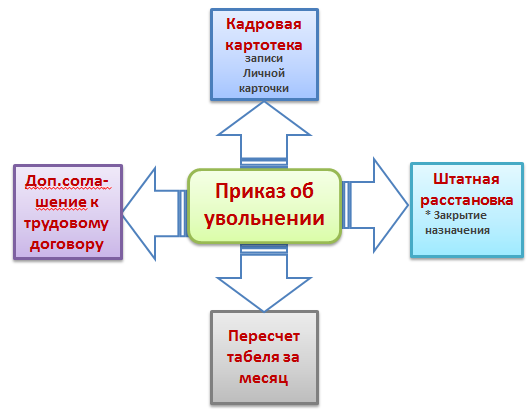 Кадровая
картотека
записи
Личной
карточки
Доп.согла-
шение к
трудовому
договору
Приказ об
увольнении
Штатная
расстановка
* Закрытие
назначения
Пересчет
табеля за
месяц